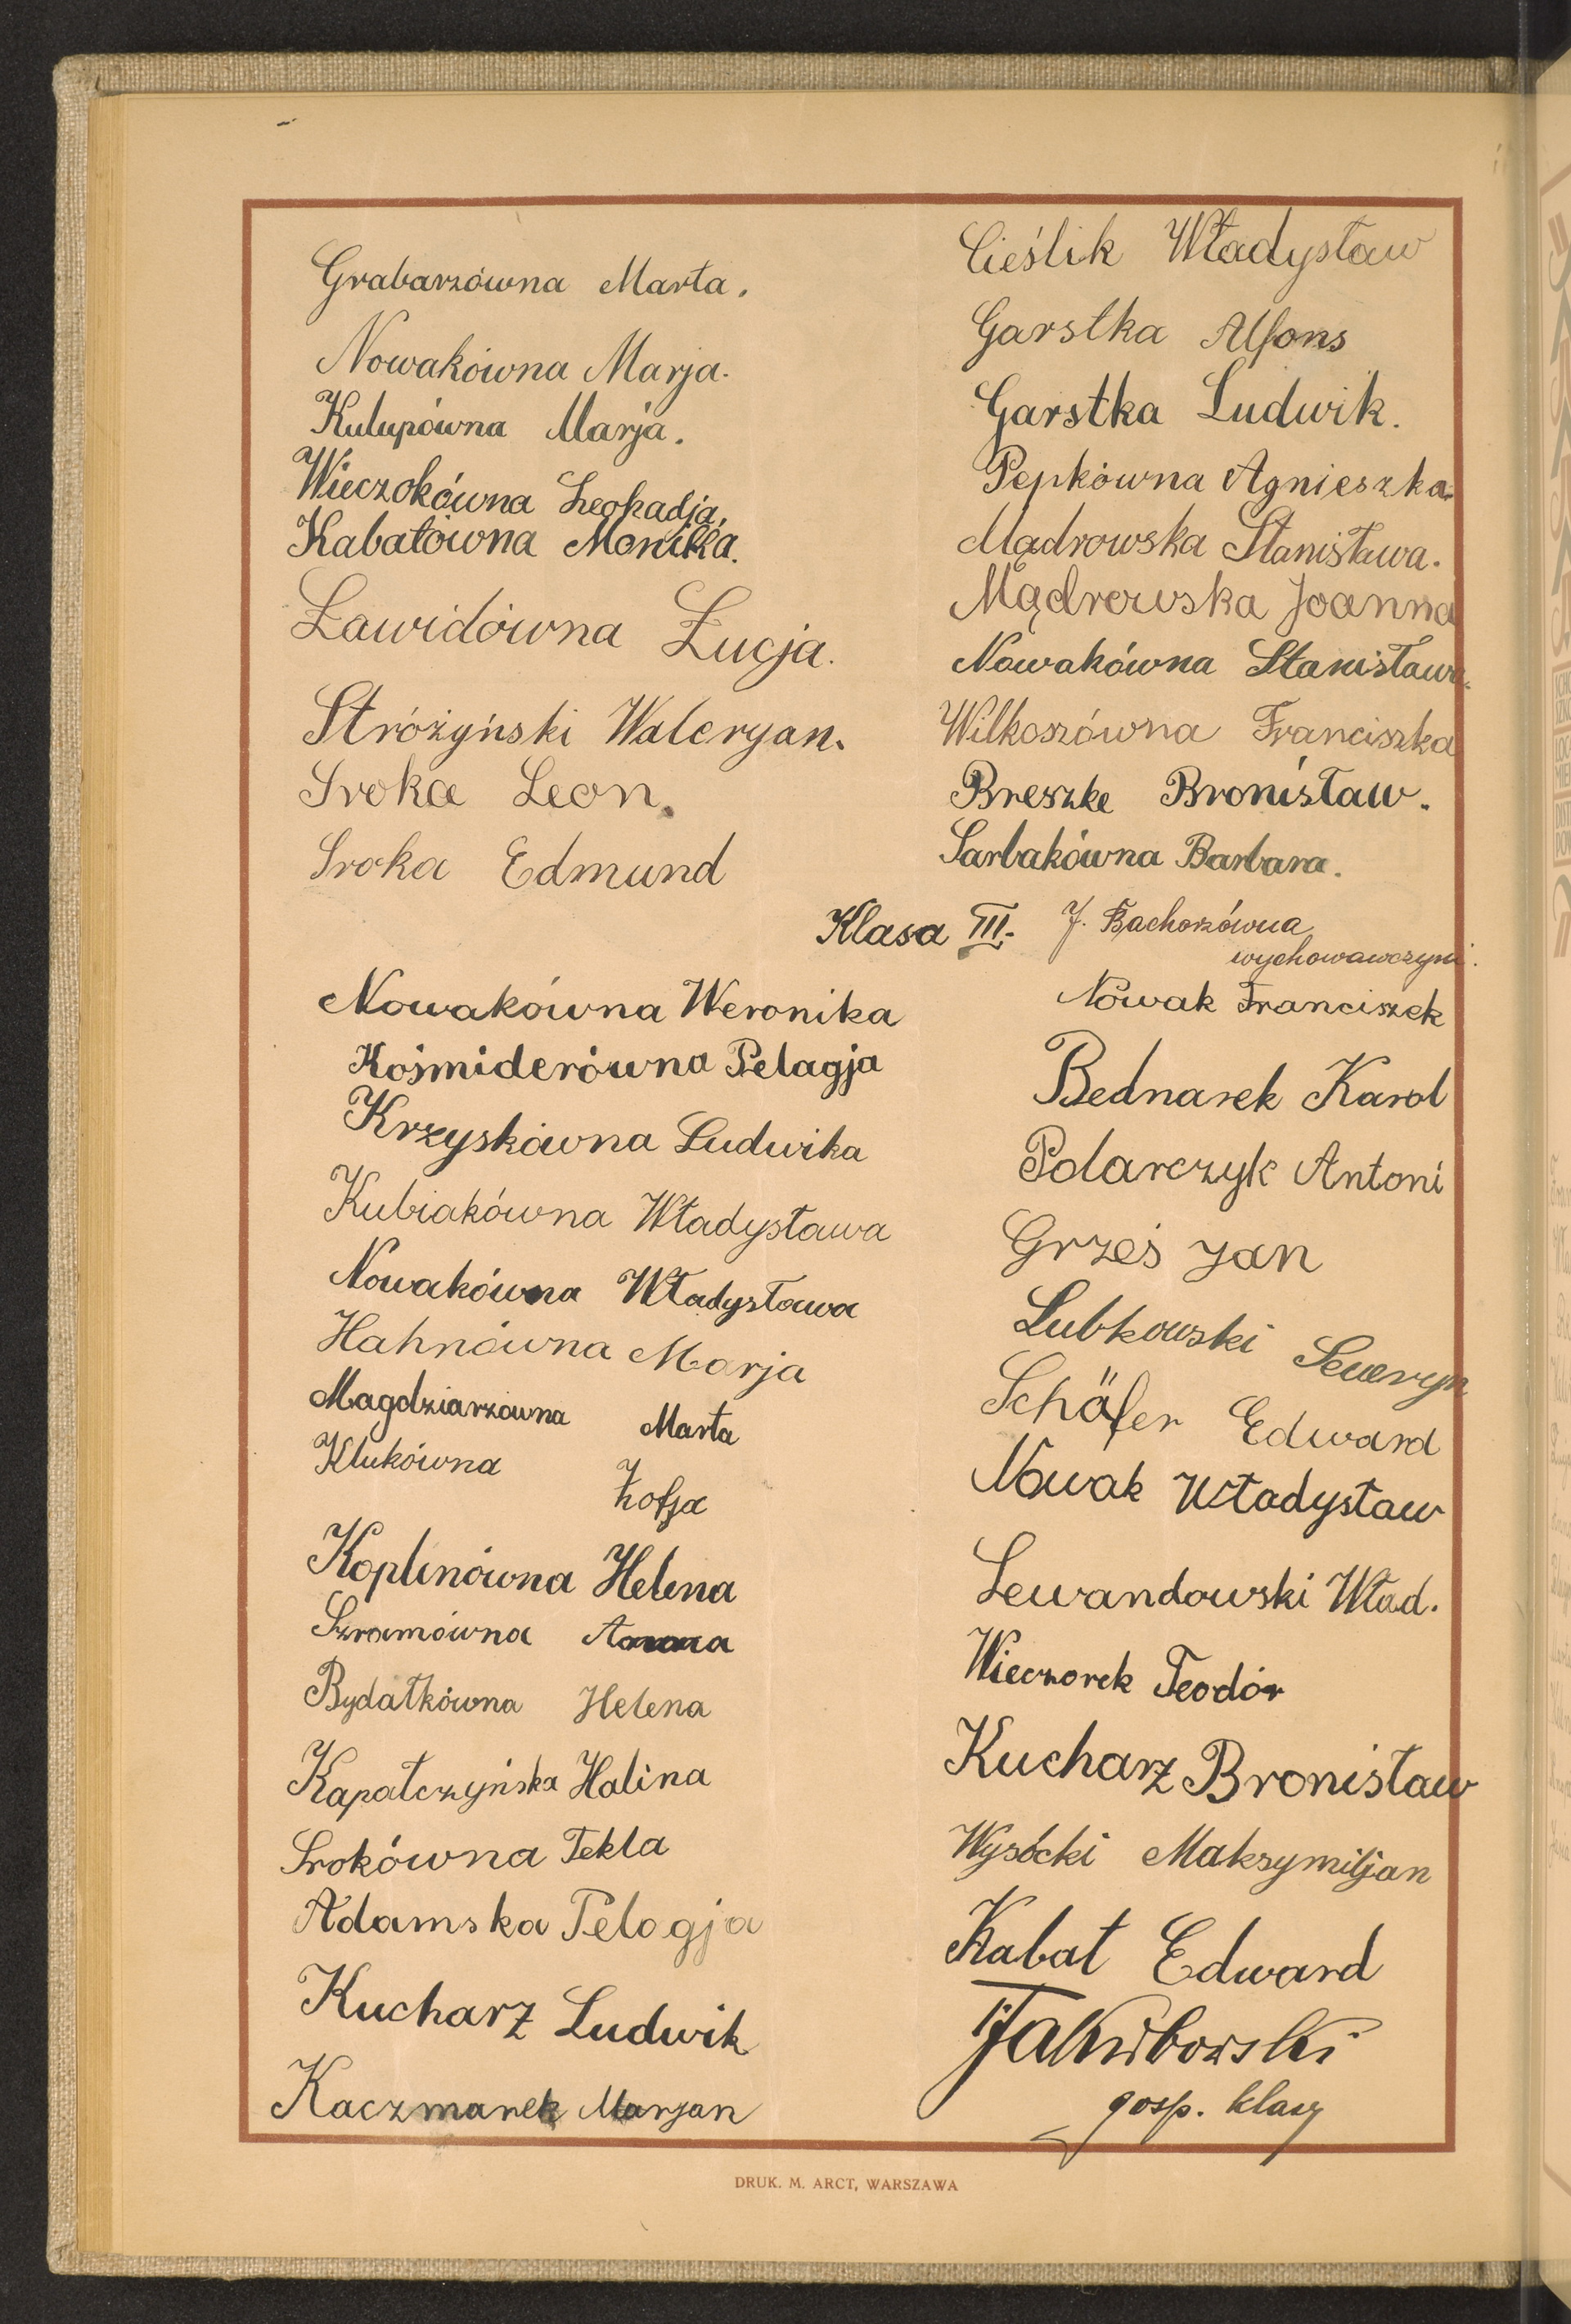 Grabarzówna Marta.
Nowakówna Marja.
Kulupówna Marja.
Wieczokówna Leokadja.
Kabatówna Monika.
Ławidówna Łucja.
Stróżyński Waleryan.
Sroka Leon.
Sroka Edmund
Cieślik Władysław
Garstka Alfons
Garstka Ludwik.
Pepkówna Agnieszka.
Mądrowska Stanisława.
Mądrowska Joanna
Nowakówna Stanisława.
Wilkoszówna Franciszka
Breszke Bronisław.
Sarbakówna Barbara.
Klasa III. J. Bachorzówna
wychowawczyni.
Nowakówna Weronika
Kośmiderówna Pelagja
Krzyskówna Ludwika
Kubiakówna Władysława
Nowakówna Władysława
Hahnówna Marja
Magdziarzówna Marta
Klukówna Zofja
Koplinówna Helena
Szramówna Anna
Bydałkówna Helena
Kapałczyńska Halina
Srokówna Tekla
Adamska Pelagja
Kucharz Ludwik
Kaczmarek Marjan
Nowak Franciszek
Bednarek Karol
Polarczyk Antoni
Grześ Jan
Lubkowski Seweryn
Schäfer Edward
Nowak Władysław
Lewandowski Wład.
Wieczorek Teodór
Kucharz Bronisław
Wysocki Maksymiljan
Kabat Edward
Jakubowski
gosp. klasy
DRUK. M. ARCT, WARSZAWA